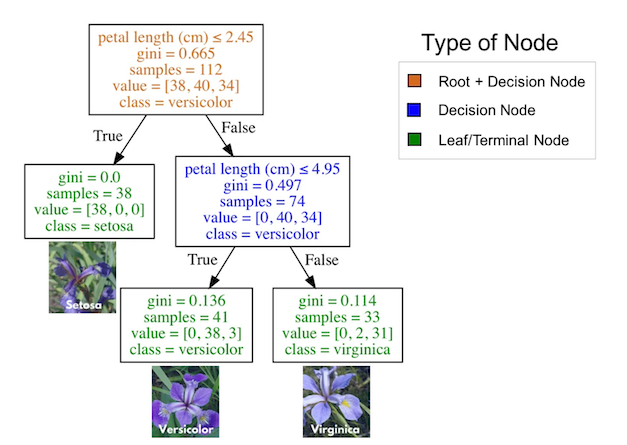 petal length (cm) ≤ 2.45
gini = 0.665
samples = 112
value = [38, 40, 34]
class = versicolor
Type of Node
Root + Decision Node
Decision Node
Leaf/Terminal Node
True
False
gini = 0.0
samples = 38
value = [38, 0, 0]
class = setosa
Setosa
petal length (cm) ≤ 4.95
gini = 0.497
samples = 74
value = [0, 40, 34]
class = versicolor
True
False
gini = 0.136
samples = 41
value = [0, 38, 3]
class = versicolor
Versicolor
gini = 0.114
samples = 33
value = [0, 2, 31]
class = virginica
Virginica